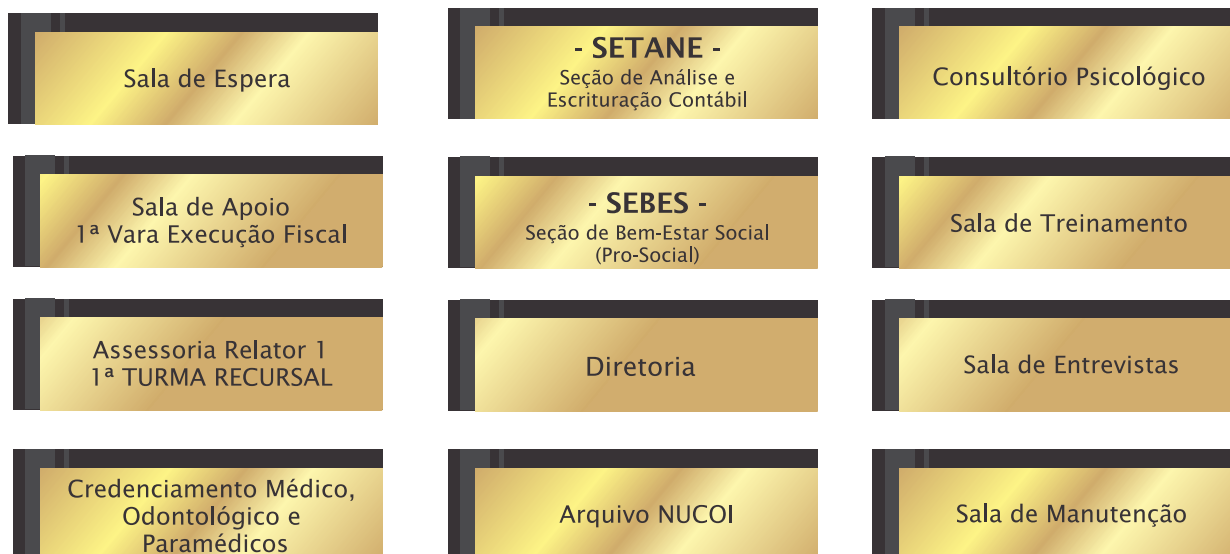 Sala de Espera
- SETANE -
Seção de Análise e
Escrituração Contábil
Consultório Psicológico
Sala de Apoio
1ª Vara Execução Fiscal
- SEBES -
Seção de Bem-Estar Social
(Pro-Social)
Sala de Treinamento
Assessoria Relator 1
1ª TURMA RECURSAL
Diretoria
Sala de Entrevistas
Credenciamento Médico,
Odontológico e
Paramédicos
Arquivo NUCOI
Sala de Manutenção